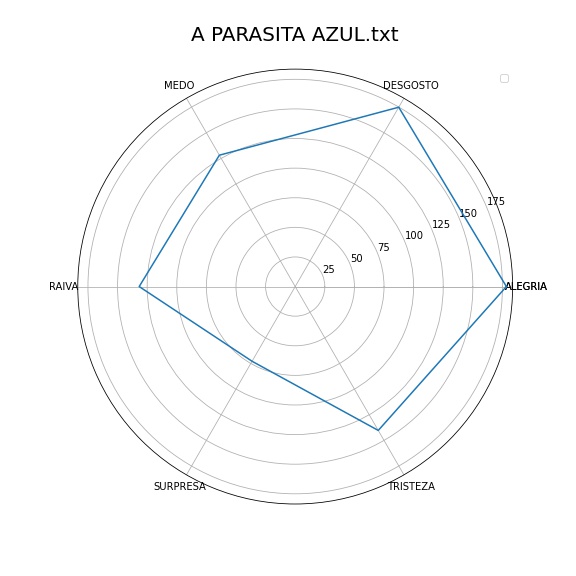 A PARASITA AZUL.txt
MEDO
DESGOSTO
175
150
125
100
75
50
25
RAIVA
ALEGRIA
SURPRESA
TRISTEZA